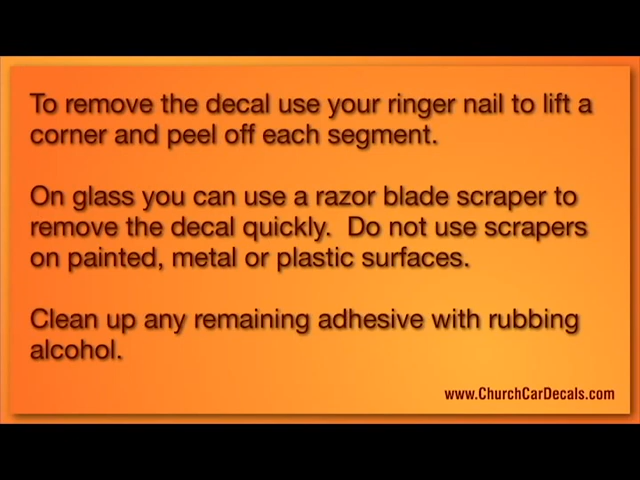 To remove the decal use your ringer nail to lift a
corner and peel off each segment.
On glass you can use a razor blade scraper to
remove the decal quickly.  Do not use scrapers
on painted, metal or plastic surfaces.
Clean up any remaining adhesive with rubbing
alcohol.
www.ChurchCarDecals.com